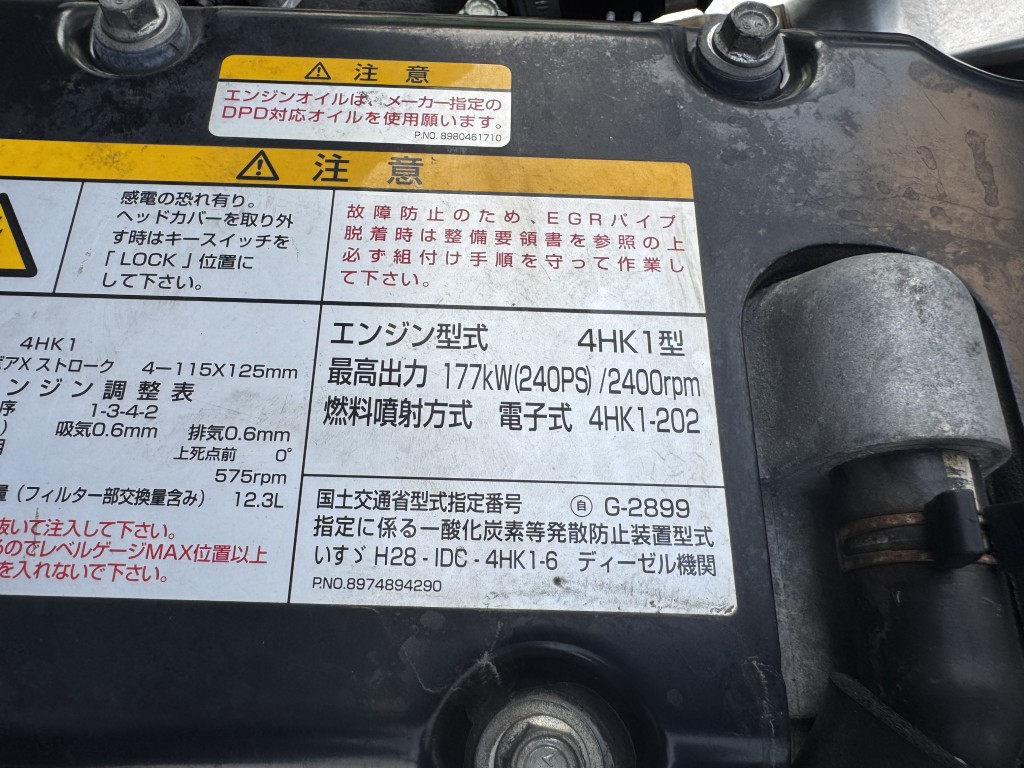 注意
エンジンオイルは、メーカー指定の
DPD対応オイルを使用願います。
P.NO. 8980461710
注意
感電の恐れ有り。
ヘッドカバーを取り外
す時はキースイッチを
「LOCK」位置に
して下さい。
故障防止のため、EGRパイプ
脱着時は整備要領書を参照の上
必ず組付け手順を守って作業し
て下さい。
4HK1
アX ストローク 4-115X125mm
ンジン調整表
序 1-3-4-2
) 吸気0.6mm 排気0.6mm
上死点前 0°
575rpm
量(フィルター部交換量含み) 12.3L
抜いて注入して下さい。
るのでレベルゲージMAX位置以上
を入れないで下さい。
エンジン型式 4HK1型
最高出力 177kW(240PS)/2400rpm
燃料噴射方式 電子式 4HK1-202
国土交通省型式指定番号 自 G-2899
指定に係る一酸化炭素等発散防止装置型式
いすゞ H28-IDC-4HK1-6 ディーゼル機関
P.NO.8974894290